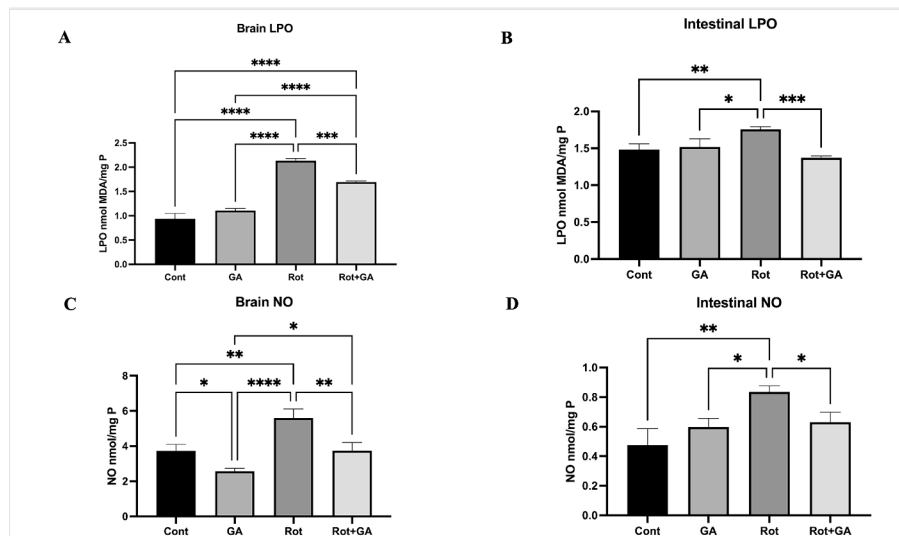 A
Brain LPO
****
****
****
****
***
LPO nmol MDA/mg P
2.5
2.0
1.5
1.0
0.5
0.0
Cont
GA
Rot
Rot+GA
B
Intestinal LPO
**
*
***
LPO nmol MDA/mg P
2.0
1.5
1.0
0.5
0.0
Cont
GA
Rot
Rot+GA
C
Brain NO
*
**
*
****
**
NO nmol/mg P
8
6
4
2
0
Cont
GA
Rot
Rot+GA
D
Intestinal NO
**
*
*
NO nmol/mg P
1.0
0.8
0.6
0.4
0.2
0.0
Cont
GA
Rot
Rot+GA